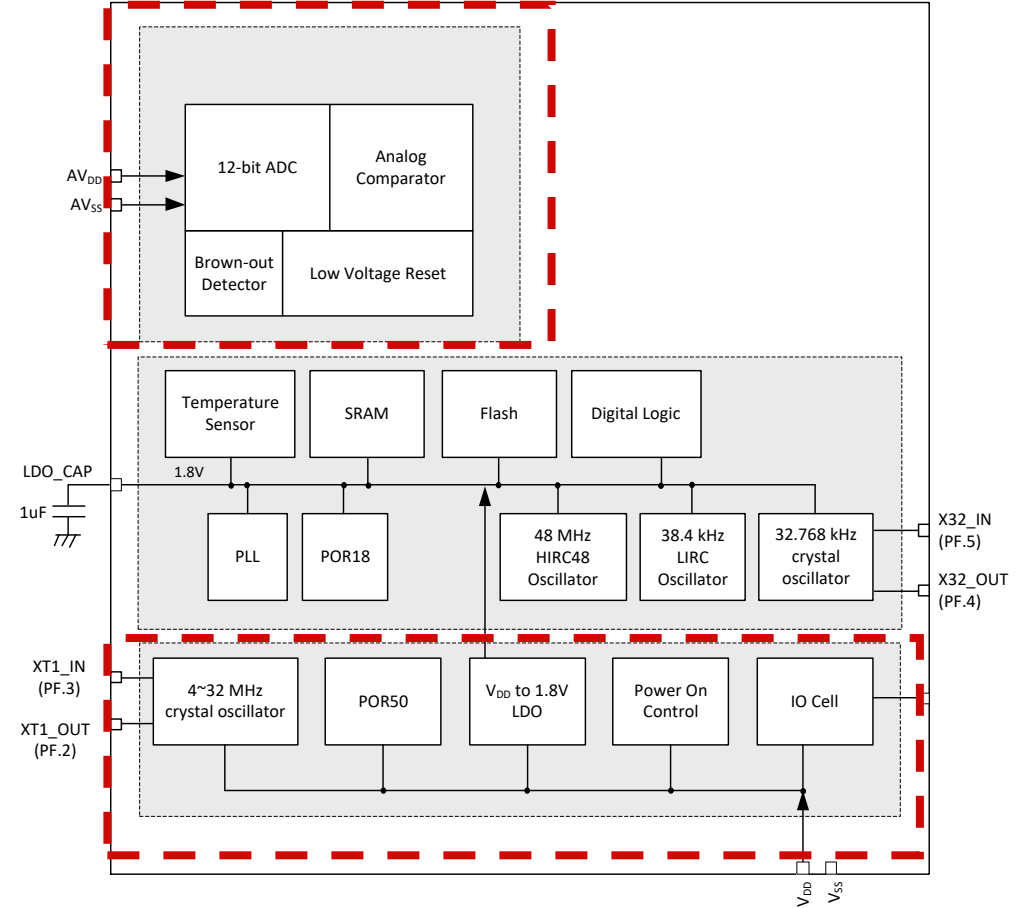 12-bit ADC
Analog
Comparator
AVDD
AVSS
Brown-out
Detector
Low Voltage Reset
Temperature
Sensor
SRAM
Flash
Digital Logic
LDO_CAP
1.8V
1uF
PLL
POR18
48 MHz
HIRC48
Oscillator
38.4 kHz
LIRC
Oscillator
32.768 kHz
crystal
oscillator
X32_IN
(PF.5)
X32_OUT
(PF.4)
XT1_IN
(PF.3)
XT1_OUT
(PF.2)
4~32 MHz
crystal oscillator
POR50
VDD to 1.8V
LDO
Power On
Control
IO Cell
VDD
VSS